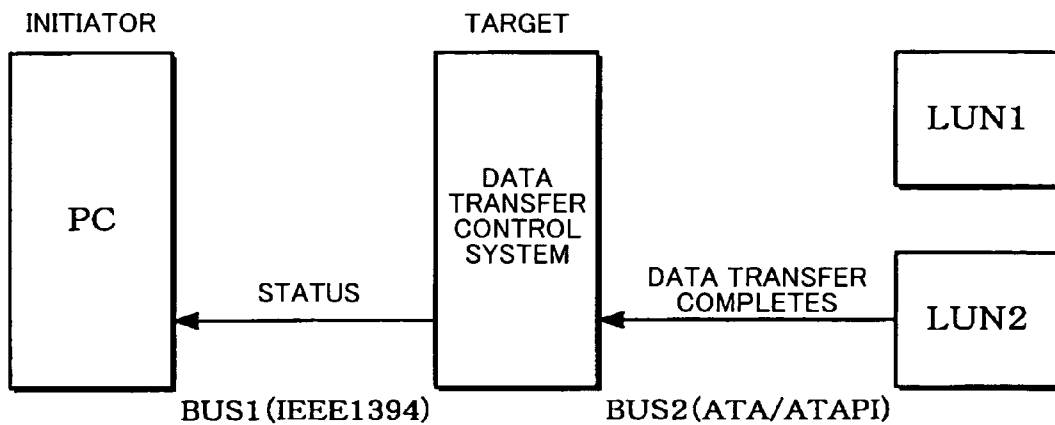 INITIATOR
TARGET
PC
DATA
TRANSFER
CONTROL
SYSTEM
LUN1
LUN2
STATUS
DATA TRANSFER
COMPLETES
BUS1(IEEE1394)
BUS2(ATA/ATAPI)